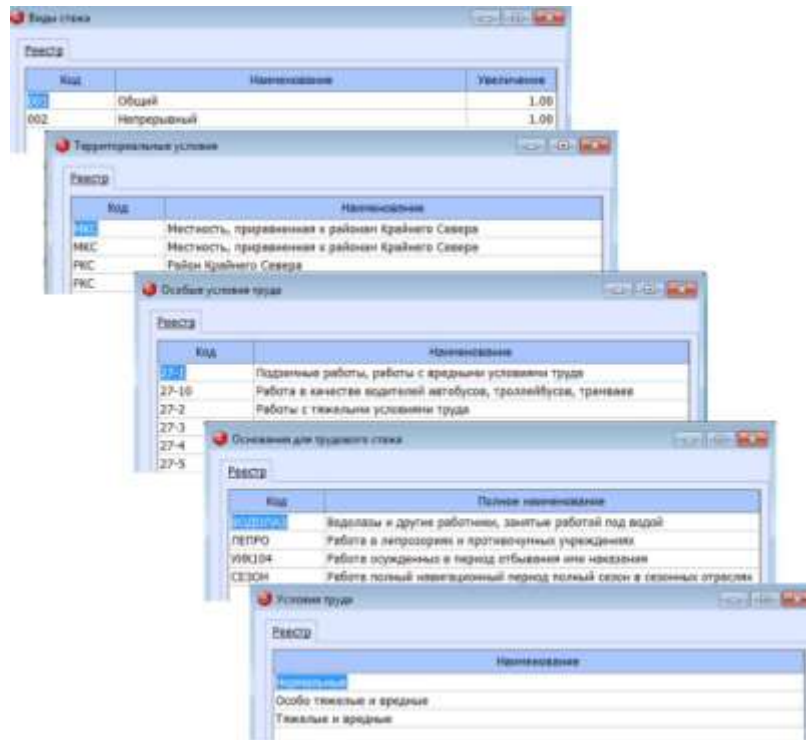 Виды стажа
Реестр
Код Наименование Увеличение
001 Общий 1.00
002 Непрерывный 1.00
Территориальные условия
Реестр
Код Наименование
МКС Местность, приравненная к районам Крайнего Севера
МКС Местность, приравненная к районам Крайнего Севера
РКС Район Крайнего Севера
РКС
Особые условия труда
Реестр
Код Наименование
27-1 Подземные работы, работы с вредными условиями труда
27-10 Работа в качестве водителей автобусов, троллейбусов, трамваев
27-2 Работы с тяжелыми условиями труда
27-3
27-4
27-5
Основания для трудового стажа
Реестр
Код Полное наименование
ВОДОЛАЗ Водолазы и другие работники, занятые работой под водой
ЛЕПРО Работа в лепрозориях и противочумных учреждениях
УИК104 Работа осужденных в период отбывания ими наказания
СЕЗОН Работа полный навигационный период полный сезон в сезонных отраслях
Условия труда
Реестр
Наименование
Нормальные
Особо тяжелые и вредные
Тяжелые и вредные